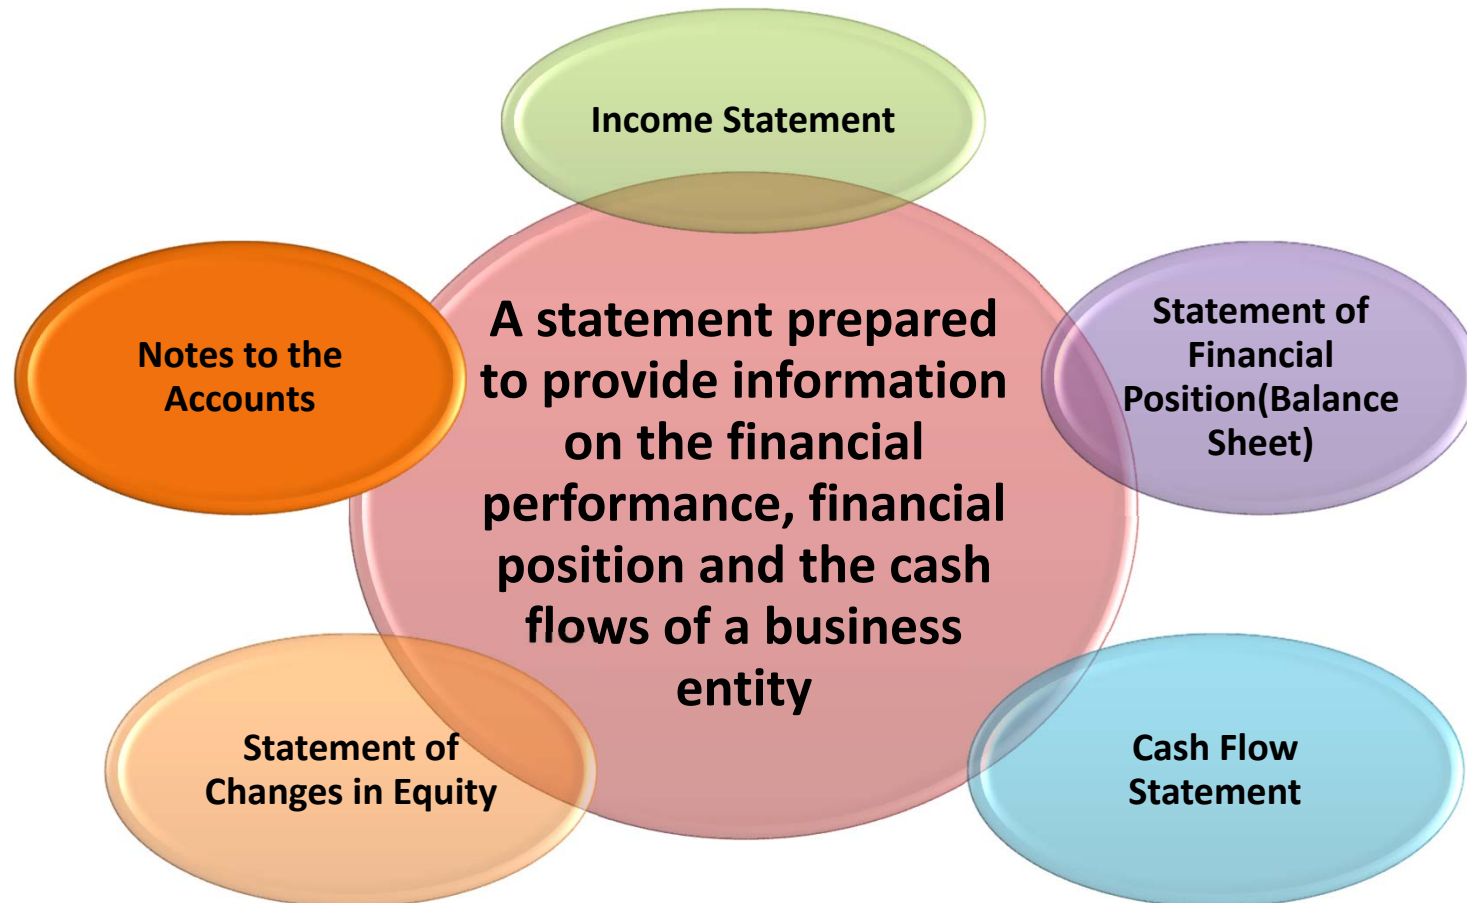 Income Statement
Notes to the
Accounts
A statement prepared
to provide information
on the financial
performance, financial
position and the cash
flows of a business
entity
Statement of
Financial
Position(Balance
Sheet)
Statement of
Changes in Equity
Cash Flow
Statement